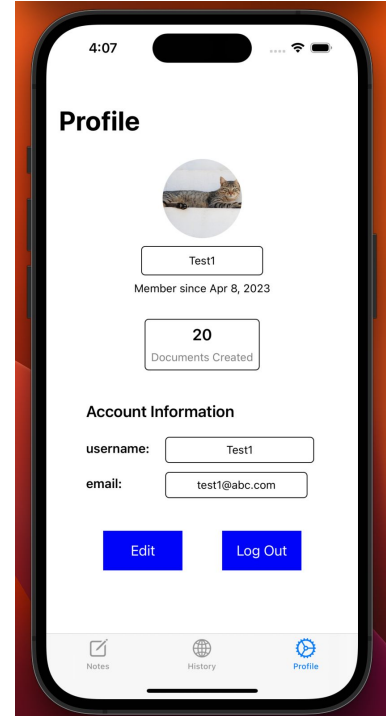 4:07
Profile
Test1
Member since Apr 8, 2023
20
Documents Created
Account Information
username: Test1
email: test1@abc.com
Edit Log Out
Notes History Profile